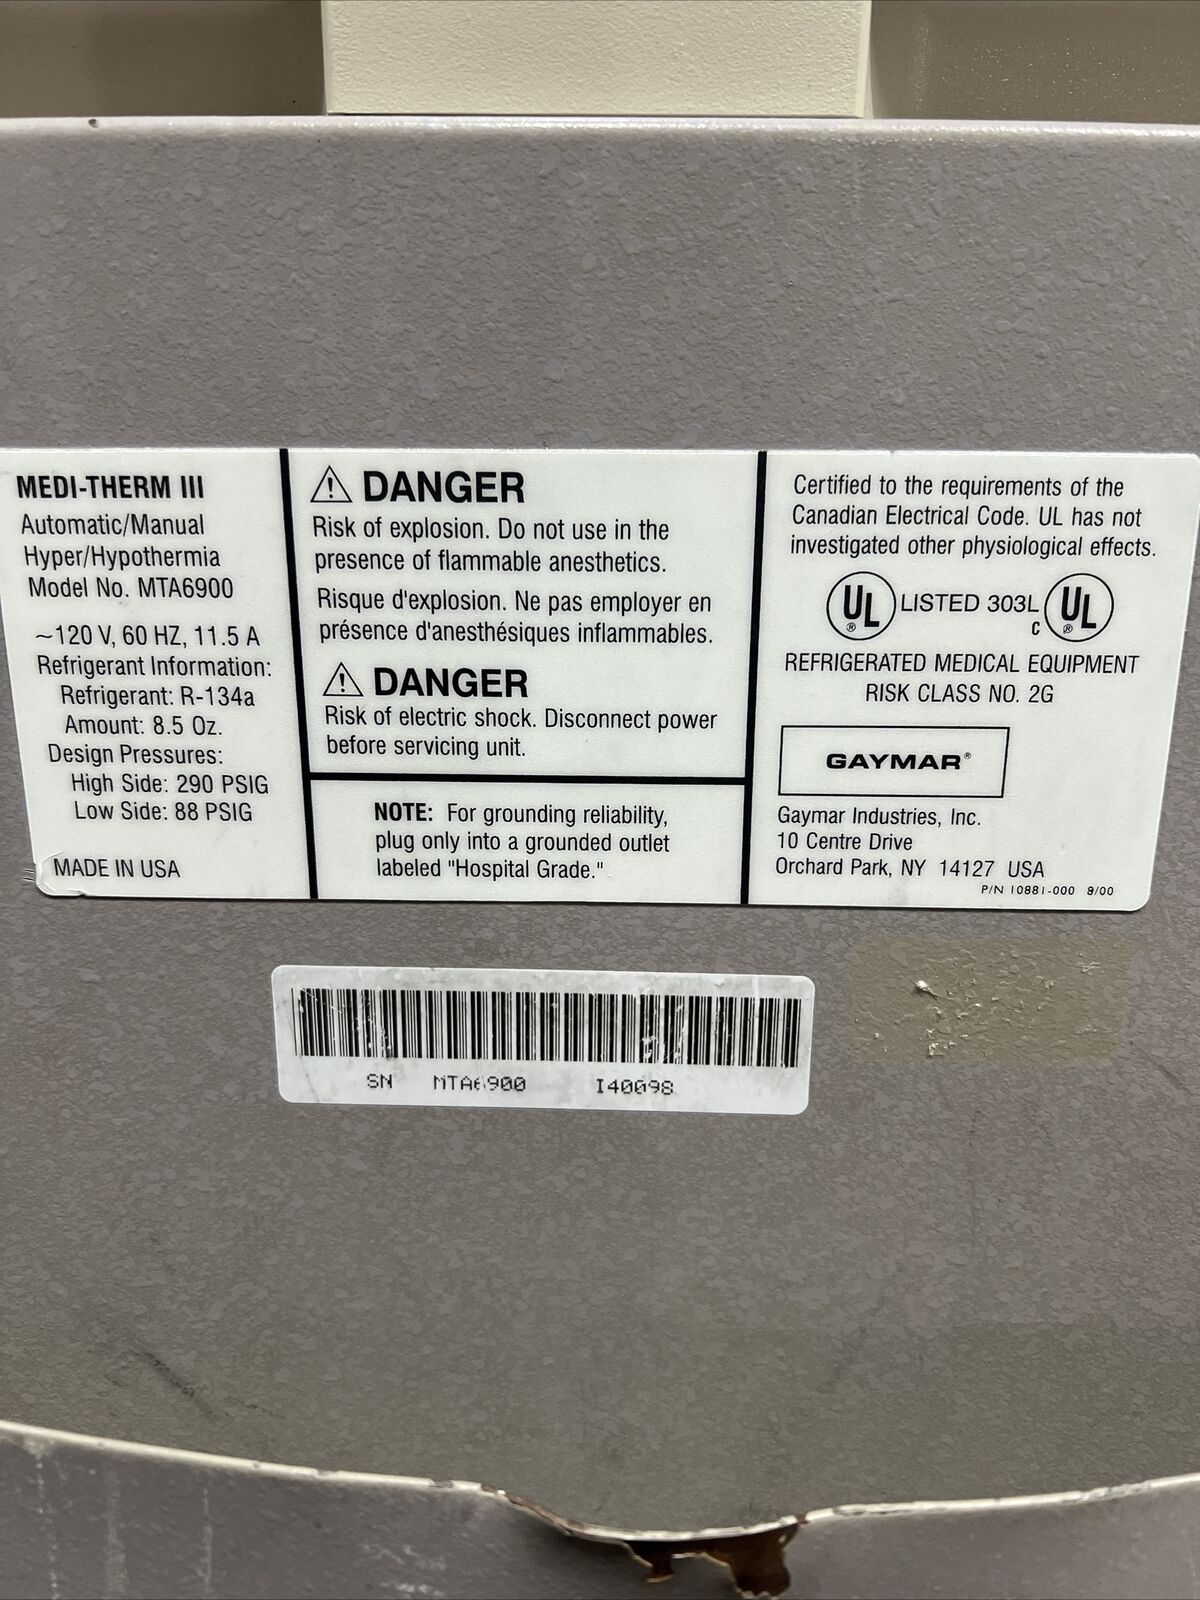 MEDI-THERM III
Automatic/Manual
Hyper/Hypothermia
Model No. MTA6900
~120 V, 60 HZ, 11.5 A
Refrigerant Information:
Refrigerant: R-134a
Amount: 8.5 Oz.
Design Pressures:
High Side: 290 PSIG
Low Side: 88 PSIG
MADE IN USA
DANGER
Risk of explosion. Do not use in the
presence of flammable anesthetics.
Risque d'explosion. Ne pas employer en
présence d'anesthésiques inflammables.
DANGER
Risk of electric shock. Disconnect power
before servicing unit.
NOTE: For grounding reliability,
plug only into a grounded outlet
labeled "Hospital Grade."
Certified to the requirements of the
Canadian Electrical Code. UL has not
investigated other physiological effects.
UL ® LISTED 303L c UL ®
REFRIGERATED MEDICAL EQUIPMENT
RISK CLASS NO. 2G
GAYMAR®
Gaymar Industries, Inc.
10 Centre Drive
Orchard Park, NY 14127 USA
P/N 10881-000 8/00
SN MTA6900 I40098